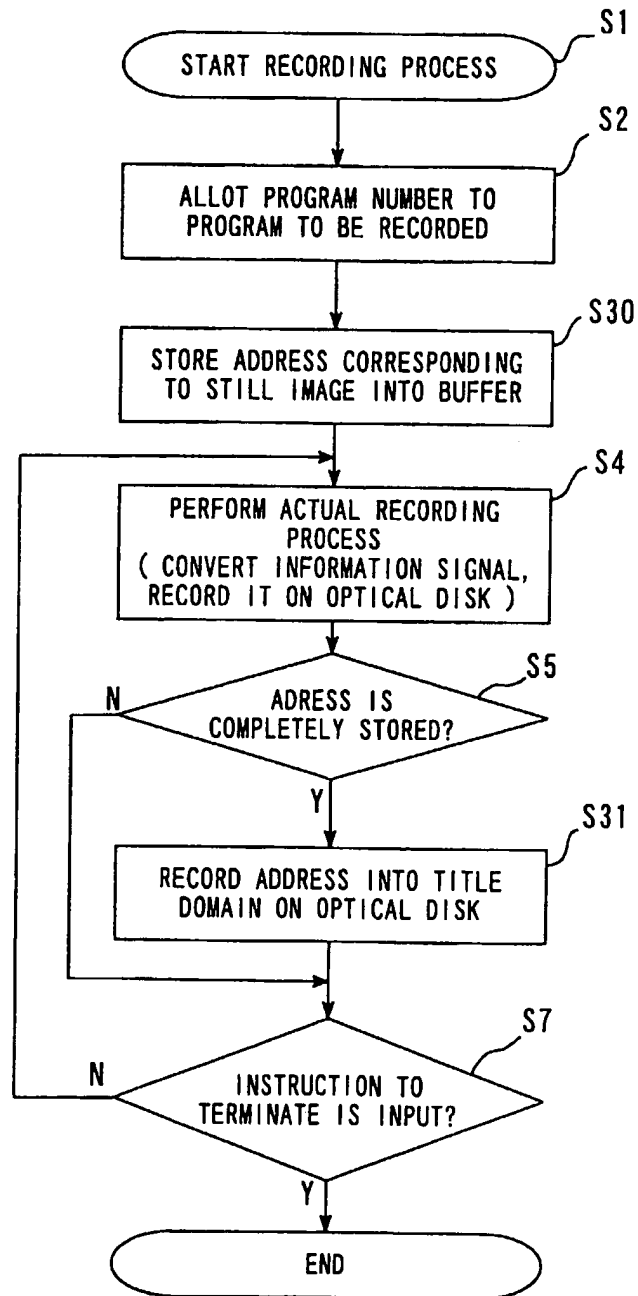 S1
START RECORDING PROCESS
S2
ALLOT PROGRAM NUMBER TO
PROGRAM TO BE RECORDED
S30
STORE ADDRESS CORRESPONDING
TO STILL IMAGE INTO BUFFER
S4
PERFORM ACTUAL RECORDING
PROCESS
( CONVERT INFORMATION SIGNAL,
RECORD IT ON OPTICAL DISK )
S5
N
ADRESS IS
COMPLETELY STORED?
Y
S31
RECORD ADDRESS INTO TITLE
DOMAIN ON OPTICAL DISK
S7
N
INSTRUCTION TO
TERMINATE IS INPUT?
Y
END